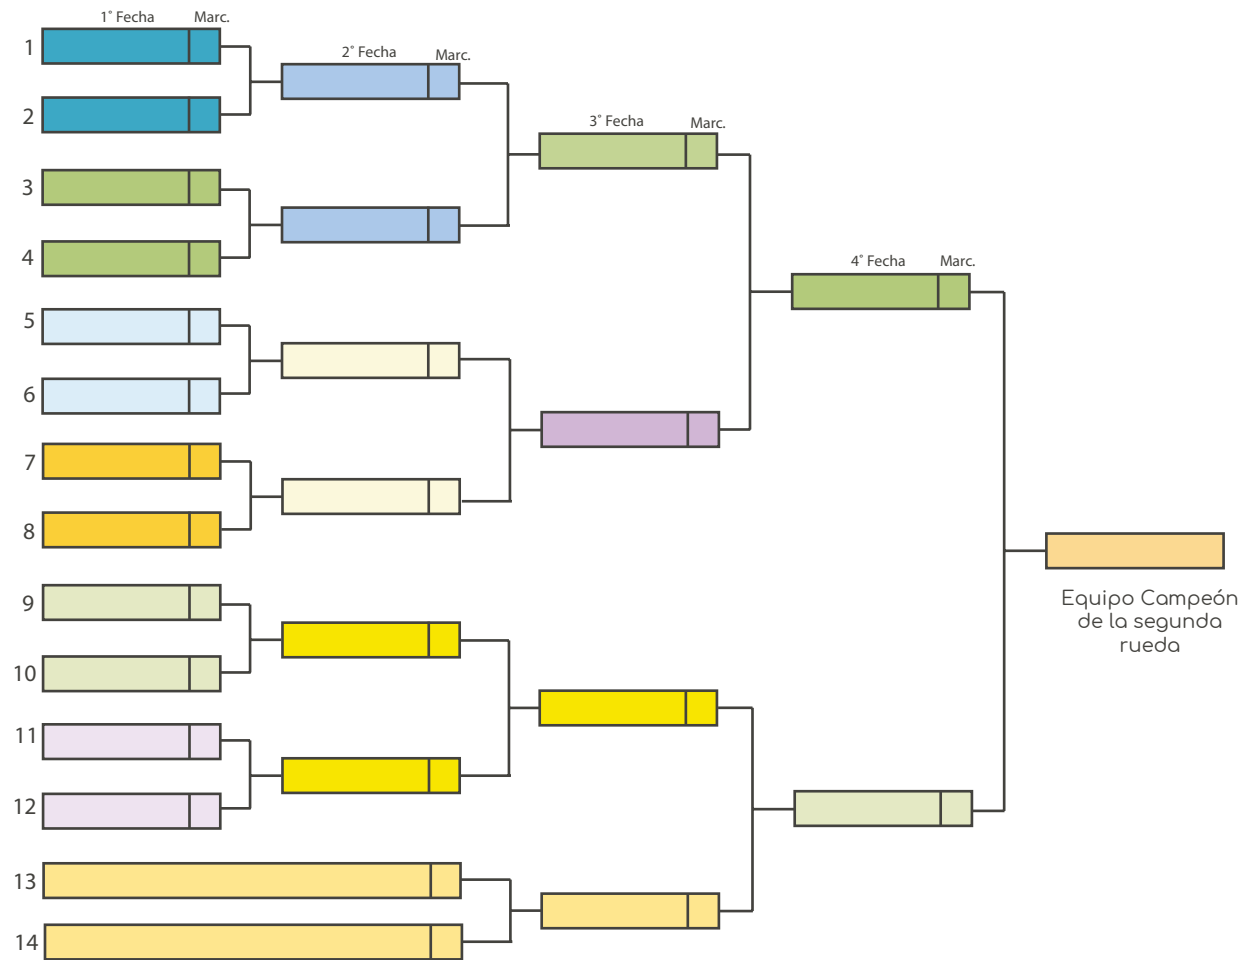 1˚ Fecha Marc.
1
2˚ Fecha Marc.
2
3˚ Fecha Marc.
3
4
4˚ Fecha Marc.
5
6
7
8
9
Equipo Campeón
de la segunda
rueda
10
11
12
13
14